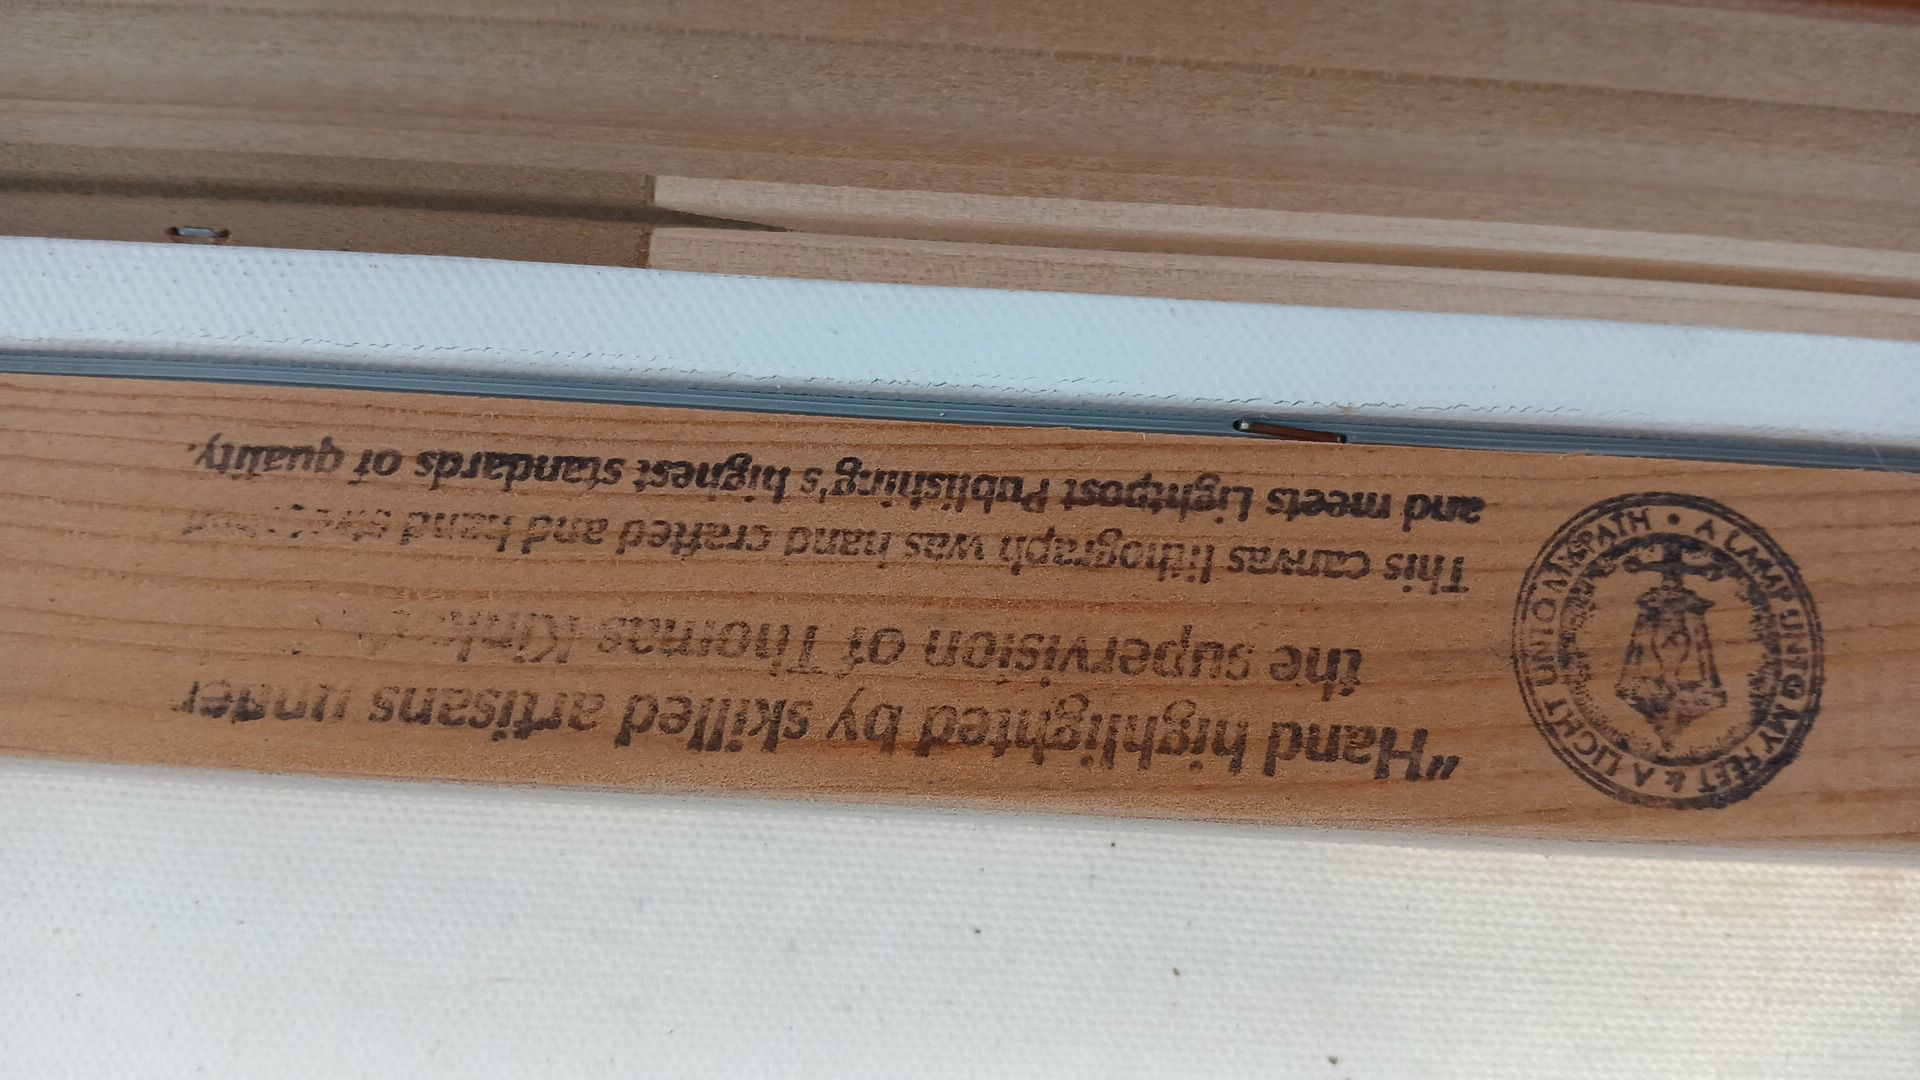 "Hand highlighted by skilled artisans under
the supervision of Thomas
This canvas lithograph was hand crafted and hand
and meets Lightpost Publishing's highest standards of quality.
A LAMP UNTO MY FEET & A LIGHT UNTO MY PATH •